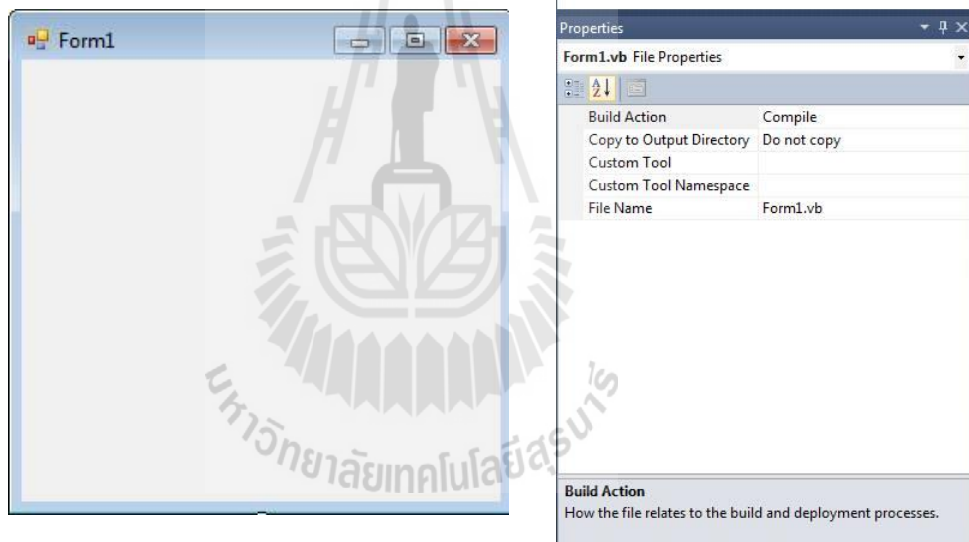 Form1
Properties
Form1.vb File Properties
Build Action Compile
Copy to Output Directory Do not copy
Custom Tool
Custom Tool Namespace
File Name Form1.vb
Build Action
How the file relates to the build and deployment processes.
มหาวิทยาลัยเทคโนโลยีสุรนารี